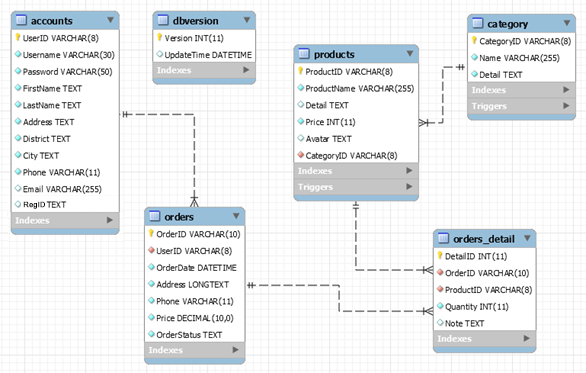 accounts
UserID VARCHAR(8)
Username VARCHAR(30)
Password VARCHAR(50)
FirstName TEXT
LastName TEXT
Address TEXT
District TEXT
City TEXT
Phone VARCHAR(11)
Email VARCHAR(255)
RegID TEXT
Indexes
dbversion
Version INT(11)
UpdateTime DATETIME
Indexes
products
ProductID VARCHAR(8)
ProductName VARCHAR(255)
Detail TEXT
Price INT(11)
Avatar TEXT
CategoryID VARCHAR(8)
Indexes
Triggers
category
CategoryID VARCHAR(8)
Name VARCHAR(255)
Detail TEXT
Indexes
Triggers
orders
OrderID VARCHAR(10)
UserID VARCHAR(8)
OrderDate DATETIME
Address LONGTEXT
Phone VARCHAR(11)
Price DECIMAL(10,0)
OrderStatus TEXT
Indexes
orders_detail
DetailID INT(11)
OrderID VARCHAR(10)
ProductID VARCHAR(8)
Quantity INT(11)
Note TEXT
Indexes